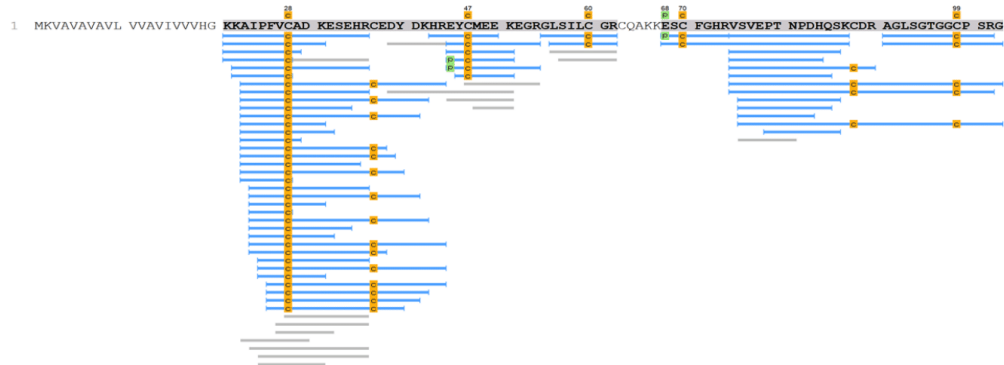 28 47 60 68 70 99
C C C P C C
1 MKVAVAVAVL VVAVIVVVHG KKAIPFVCAD KESEHRCEDY DKHREYCMEE KEGRGLSILC GRCQAKKESC FGHRVSVEPT NPDHQSKCDR AGLSGTGGCP SRG
C C C P C C
C C C C C
C C
C P C
C P C C
C C
C C C
C C
C C
C
C C
C C
C
C
C C
C C
C
C C
C
C
C C
C
C
C C
C
C
C C
C C
C
C C
C
C C
C C
C C
C C